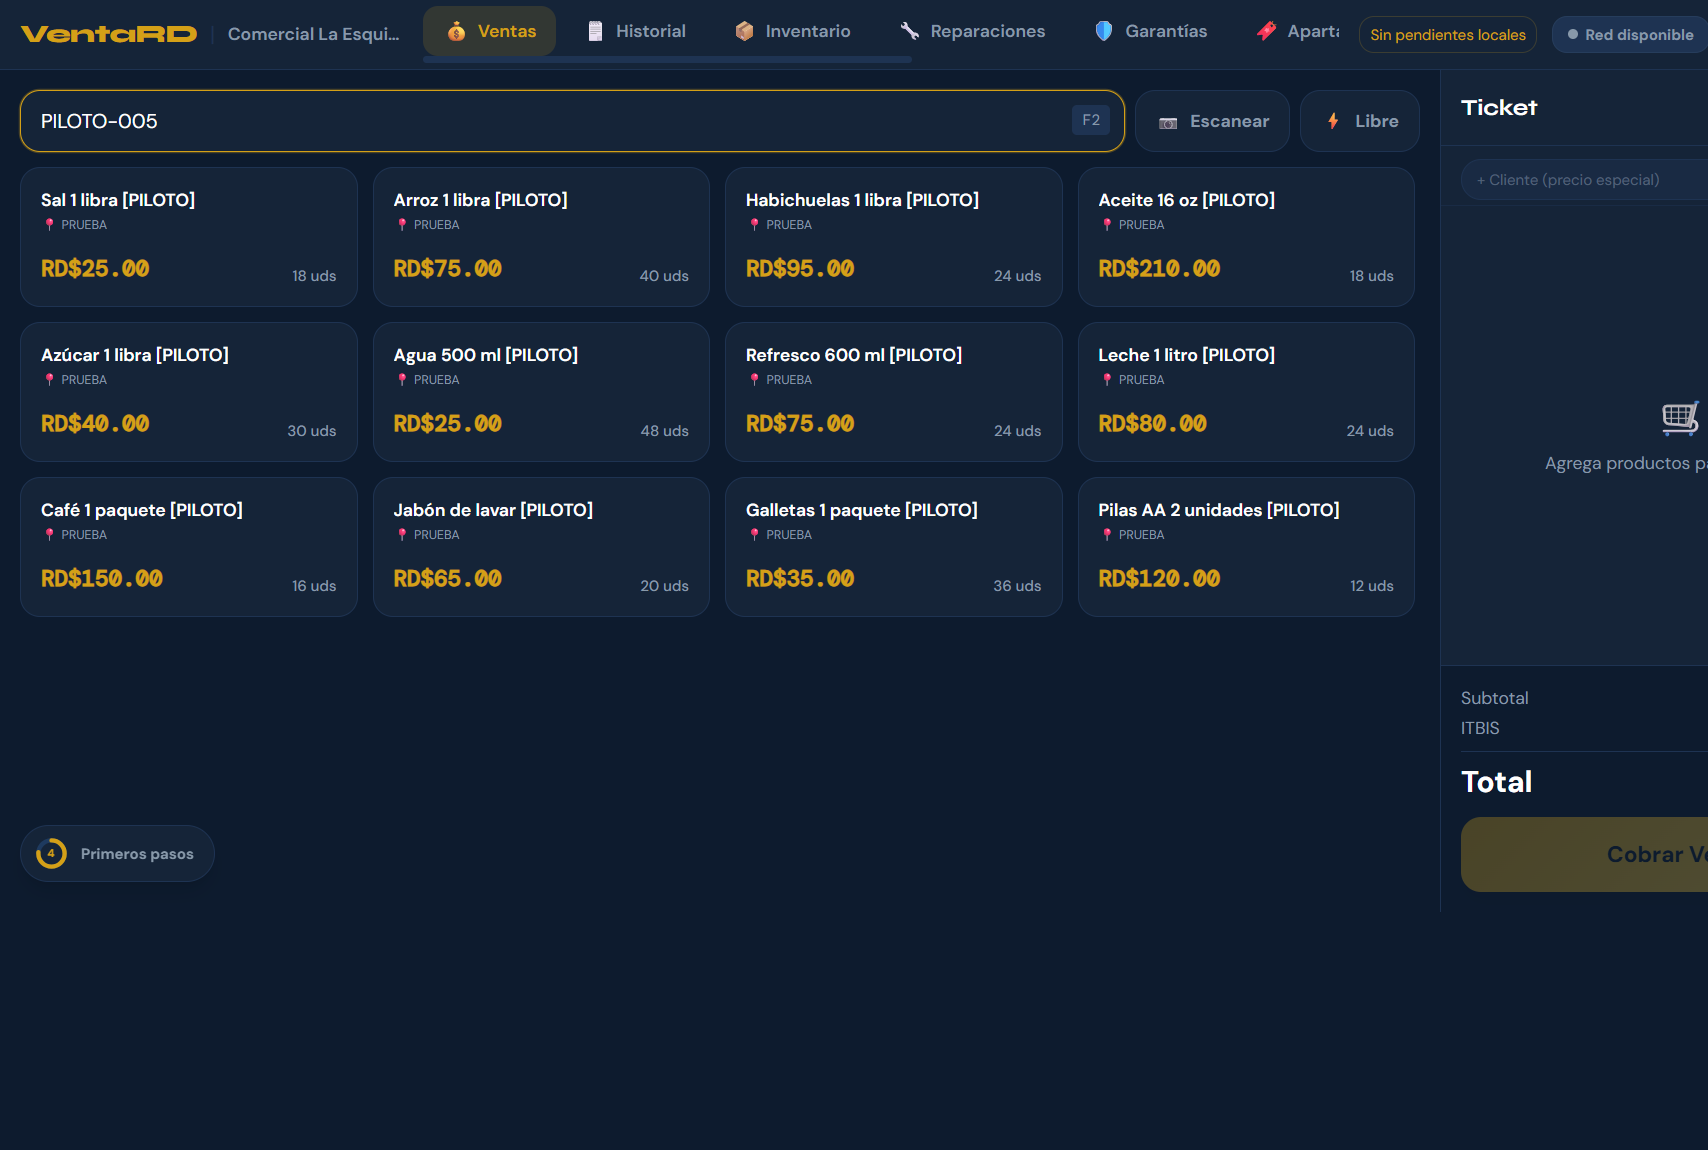 VentaRD
Comercial La Esqui...
Ventas
Historial
Inventario
Reparaciones
Garantías
Aparta
Sin pendientes locales
Red disponible
PILOTO-005
F2
Escanear
Libre
Ticket
+ Cliente (precio especial)
Sal 1 libra [PILOTO]
PRUEBA
RD$25.00
18 uds
Arroz 1 libra [PILOTO]
PRUEBA
RD$75.00
40 uds
Habichuelas 1 libra [PILOTO]
PRUEBA
RD$95.00
24 uds
Aceite 16 oz [PILOTO]
PRUEBA
RD$210.00
18 uds
Azúcar 1 libra [PILOTO]
PRUEBA
RD$40.00
30 uds
Agua 500 ml [PILOTO]
PRUEBA
RD$25.00
48 uds
Refresco 600 ml [PILOTO]
PRUEBA
RD$75.00
24 uds
Leche 1 litro [PILOTO]
PRUEBA
RD$80.00
24 uds
Café 1 paquete [PILOTO]
PRUEBA
RD$150.00
16 uds
Jabón de lavar [PILOTO]
PRUEBA
RD$65.00
20 uds
Galletas 1 paquete [PILOTO]
PRUEBA
RD$35.00
36 uds
Pilas AA 2 unidades [PILOTO]
PRUEBA
RD$120.00
12 uds
Agrega productos pa
Subtotal
ITBIS
Total
Cobrar Ve
4
Primeros pasos